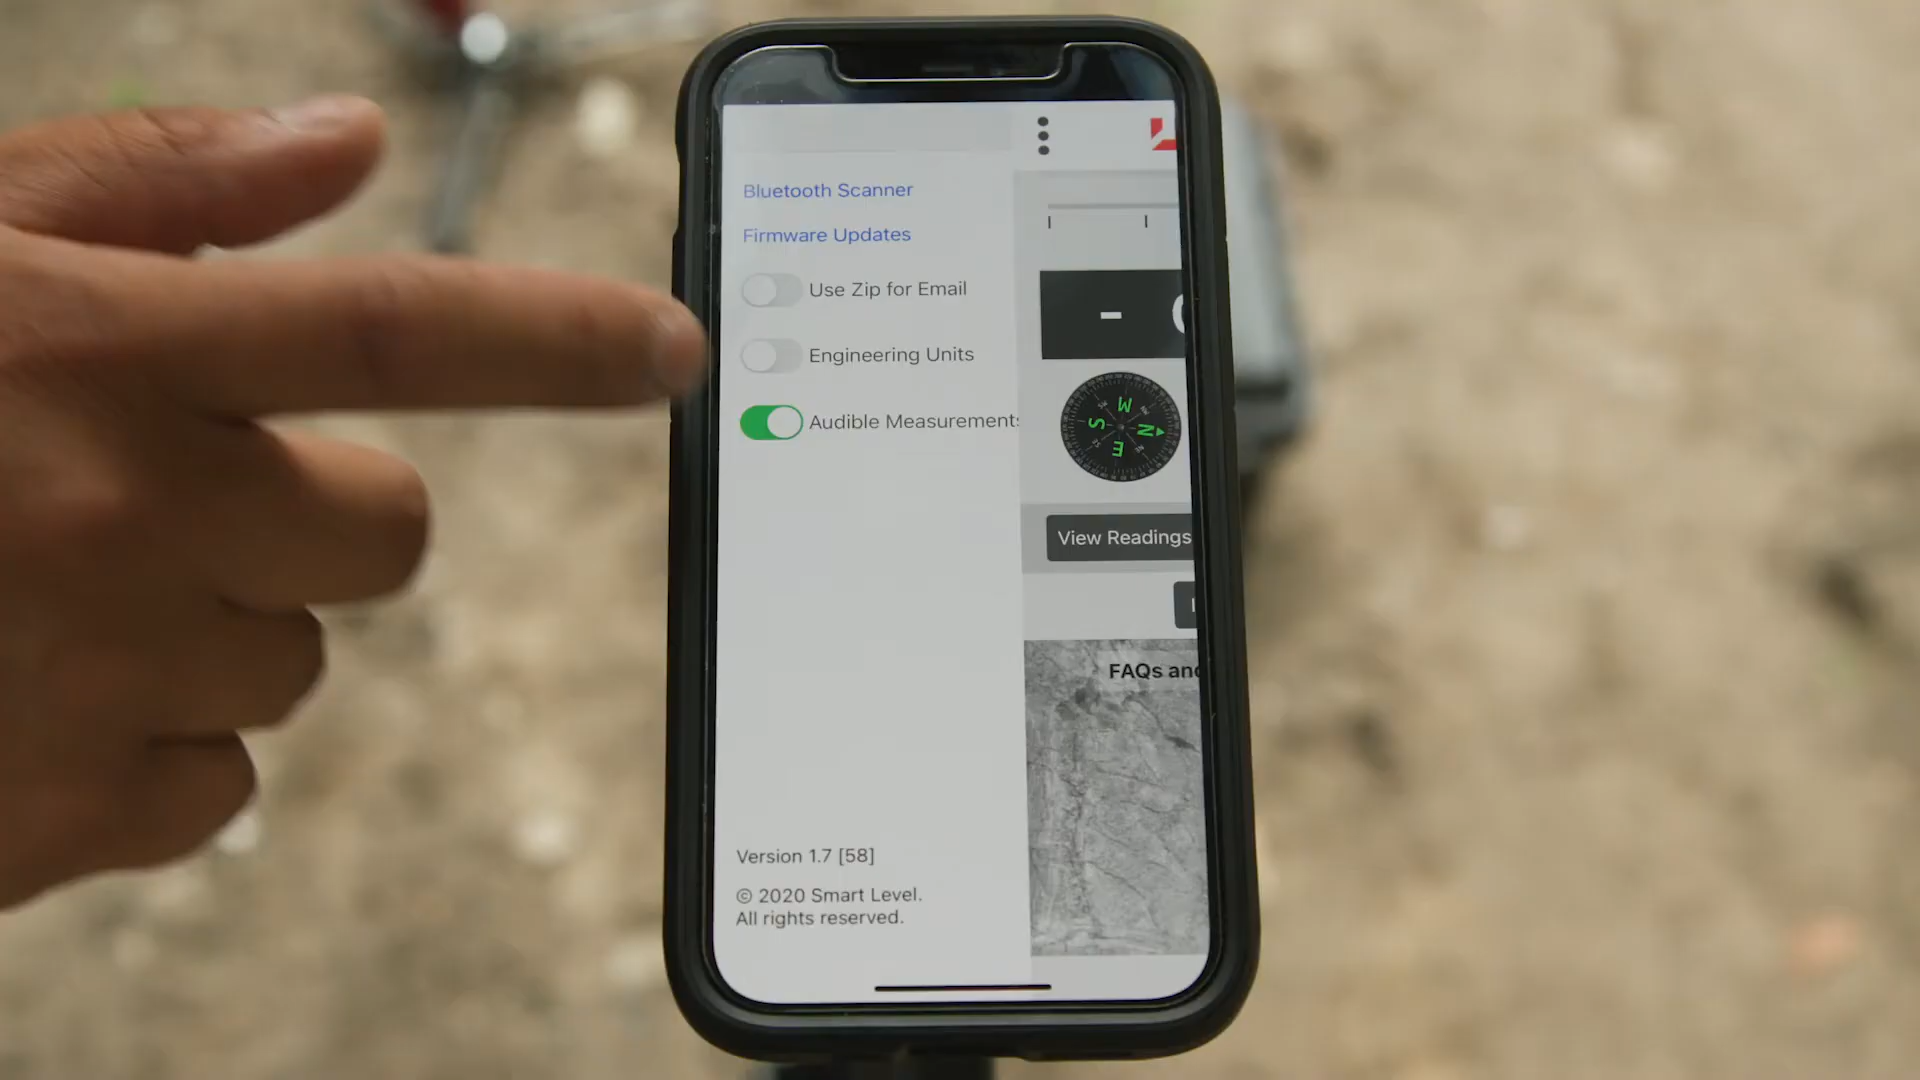 Bluetooth Scanner
Firmware Updates
Use Zip for Email
Engineering Units
Audible Measurements
-
W
S
N
E
View Readings
FAQs and
Version 1.7 [58]
© 2020 Smart Level.
All rights reserved.